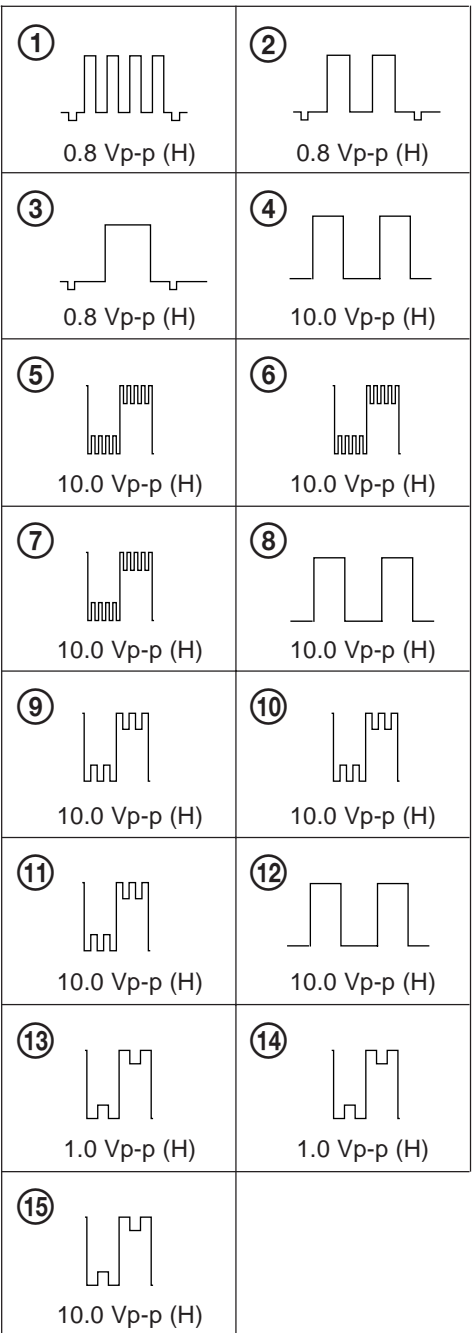 1 2
0.8 Vp-p (H) 0.8 Vp-p (H)
3 4
0.8 Vp-p (H) 10.0 Vp-p (H)
5 6
10.0 Vp-p (H) 10.0 Vp-p (H)
7 8
10.0 Vp-p (H) 10.0 Vp-p (H)
9 10
10.0 Vp-p (H) 10.0 Vp-p (H)
11 12
10.0 Vp-p (H) 10.0 Vp-p (H)
13 14
1.0 Vp-p (H) 1.0 Vp-p (H)
15
10.0 Vp-p (H)